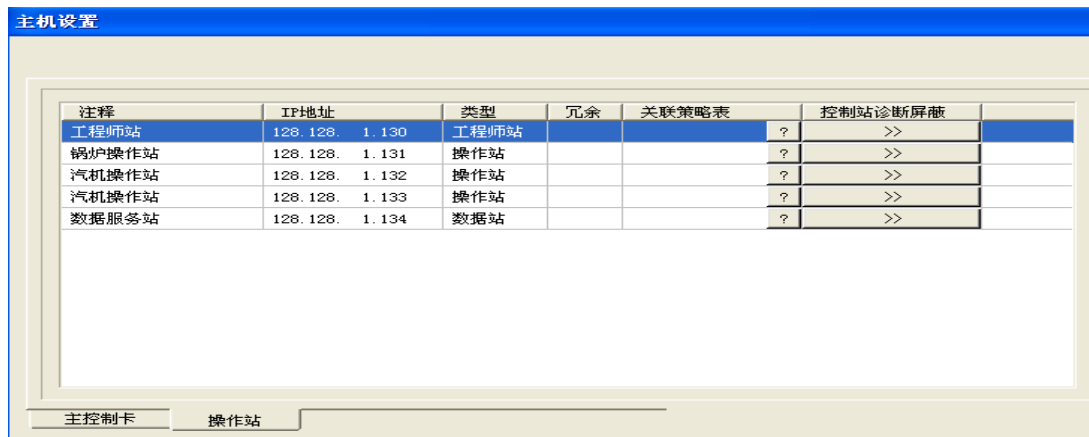 主机设置
注释 IP地址 类型 冗余 关联策略表 控制站诊断屏蔽
工程师站 128.128. 1.130 工程师站 ? >>
锅炉操作站 128.128. 1.131 操作站 ? >>
汽机操作站 128.128. 1.132 操作站 ? >>
汽机操作站 128.128. 1.133 操作站 ? >>
数据服务站 128.128. 1.134 数据站 ? >>
主控制卡 操作站